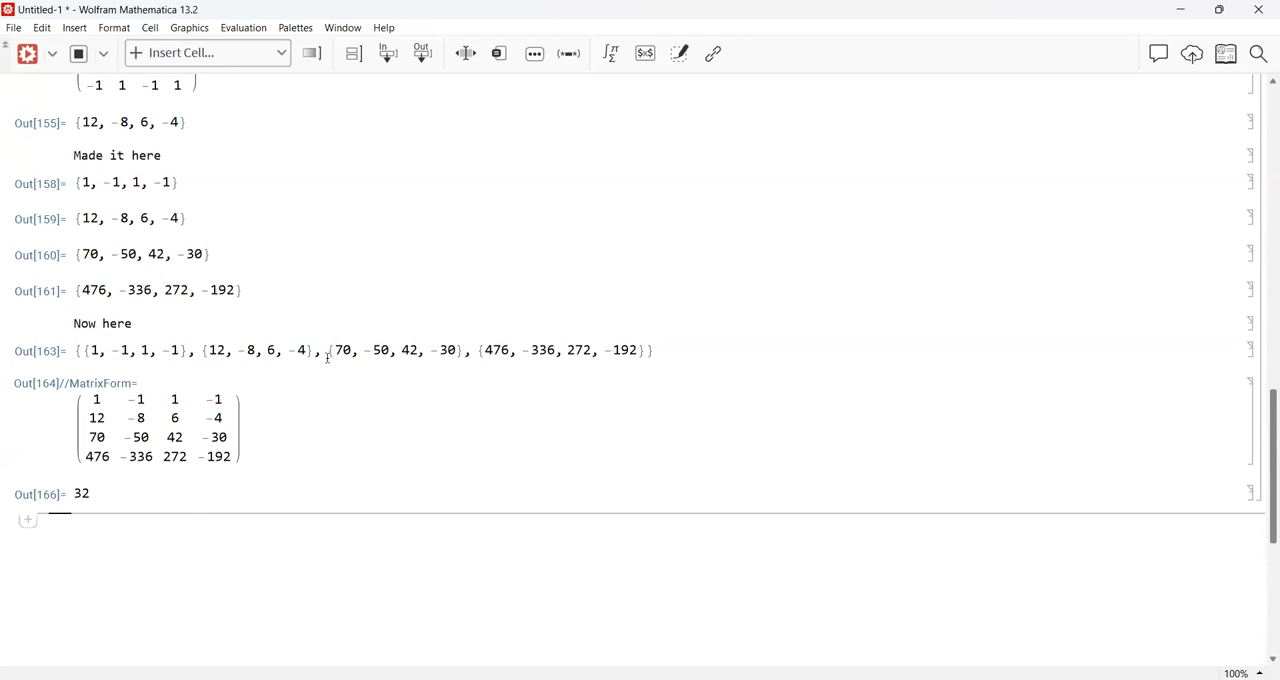 Untitled-1 * - Wolfram Mathematica 13.2
File Edit Insert Format Cell Graphics Evaluation Palettes Window Help
+ Insert Cell... In Out ∫π Σ $x$
-1 1 -1 1
Out[155]= {12, -8, 6, -4}
Made it here
Out[158]= {1, -1, 1, -1}
Out[159]= {12, -8, 6, -4}
Out[160]= {70, -50, 42, -30}
Out[161]= {476, -336, 272, -192}
Now here
Out[163]= {{1, -1, 1, -1}, {12, -8, 6, -4}, {70, -50, 42, -30}, {476, -336, 272, -192}}
Out[164]//MatrixForm=
1 -1 1 -1
12 -8 6 -4
70 -50 42 -30
476 -336 272 -192
Out[166]= 32
100%